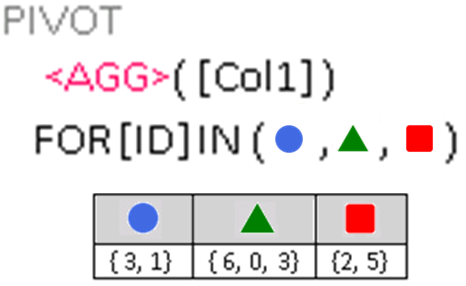 PIVOT
<AGG>([Col1])
FOR[ID]IN( , , )
{3, 1} {6, 0, 3} {2, 5}